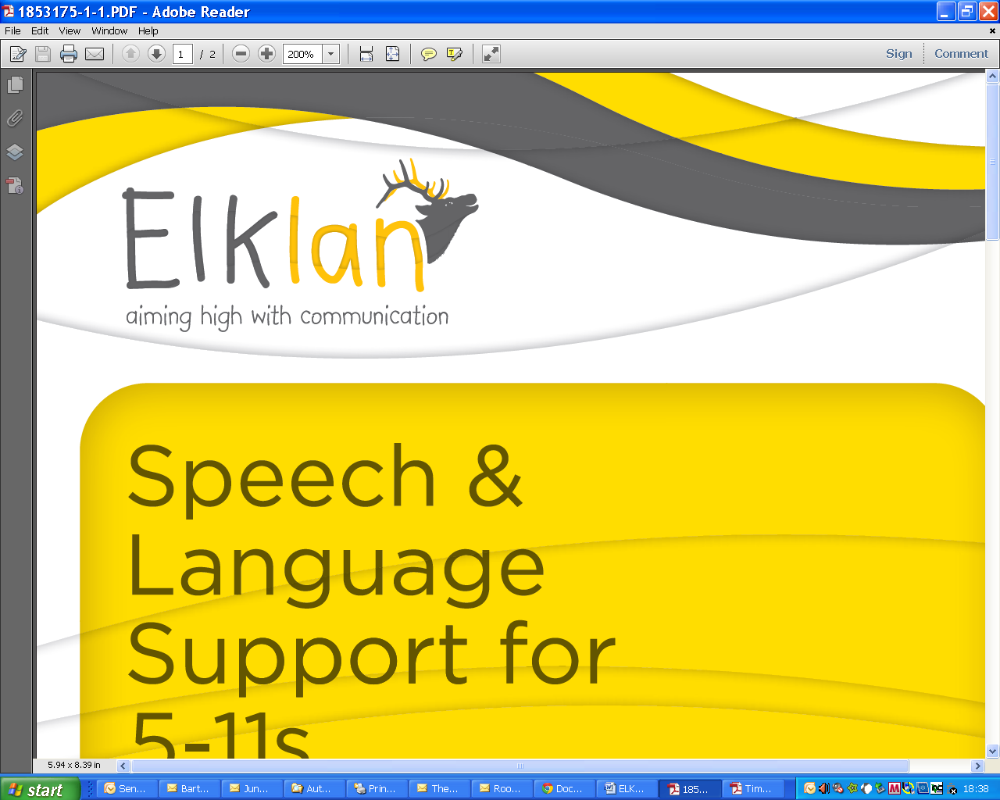 1853175-1-1.PDF - Adobe Reader
File Edit View Window Help
1 / 2 200% Sign Comment
Elklan
aiming high with communication
Speech &
Language
Support for
5-11s
5.94 x 8.39 in
start Sen... Bart... Jun... Aut... Prin... The... Roo... Doc... ELK... 185... Tim... 18:38